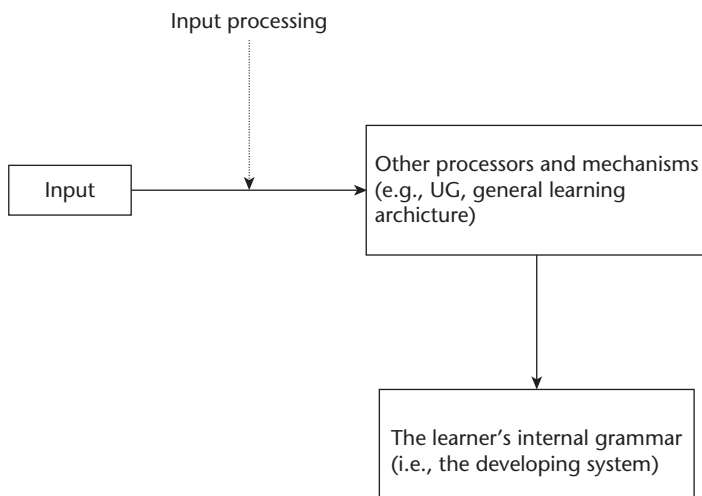 Input processing
Input
Other processors and mechanisms
(e.g., UG, general learning
archicture)
The learner's internal grammar
(i.e., the developing system)